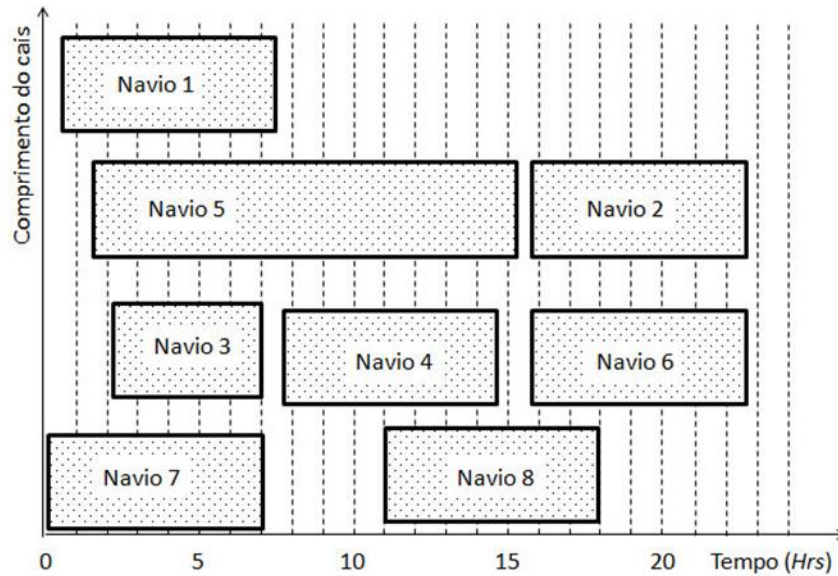 Comprimento do cais
Navio 1
Navio 5
Navio 2
Navio 3
Navio 4
Navio 6
Navio 7
Navio 8
0 5 10 15 20 Tempo (Hrs)